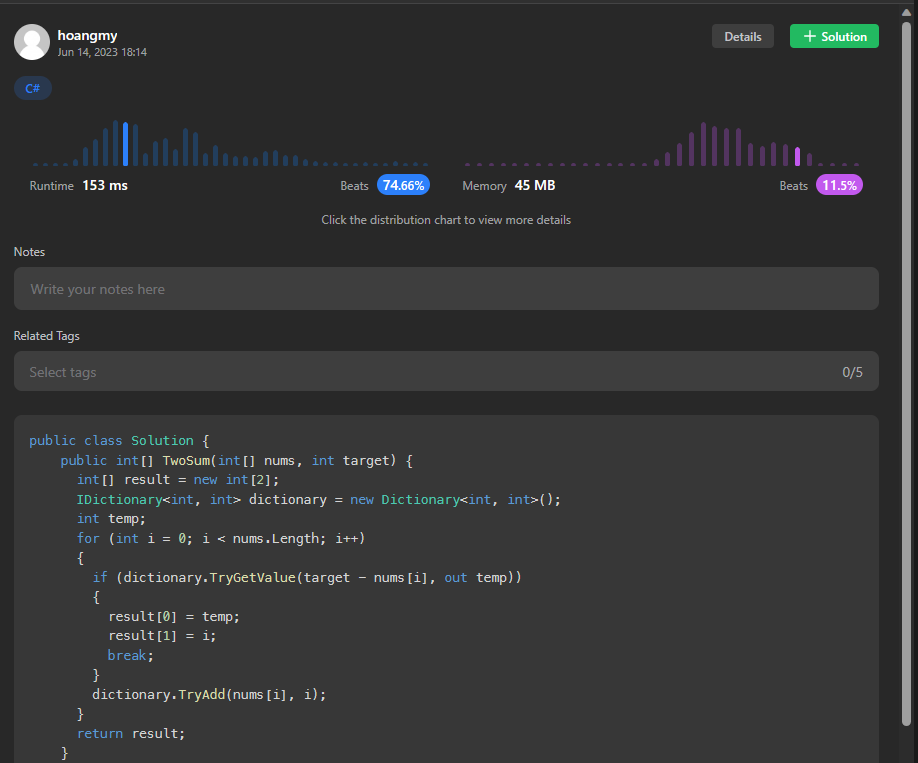 hoangmy
Details
+ Solution
Jun 14, 2023 18:14
C#
Runtime 153 ms
Beats 74.66%
Memory 45 MB
Beats 11.5%
Click the distribution chart to view more details
Notes
Write your notes here
Related Tags
Select tags
0/5
public class Solution {
    public int[] TwoSum(int[] nums, int target) {
      int[] result = new int[2];
      IDictionary<int, int> dictionary = new Dictionary<int, int>();
      int temp;
      for (int i = 0; i < nums.Length; i++)
      {
        if (dictionary.TryGetValue(target - nums[i], out temp))
        {
          result[0] = temp;
          result[1] = i;
          break;
        }
        dictionary.TryAdd(nums[i], i);
      }
      return result;
    }